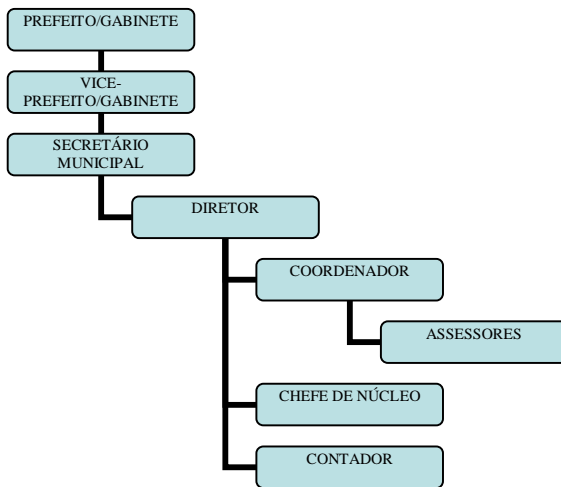 PREFEITO/GABINETE
VICE-
PREFEITO/GABINETE
SECRETÁRIO
MUNICIPAL
DIRETOR
COORDENADOR
ASSESSORES
CHEFE DE NÚCLEO
CONTADOR